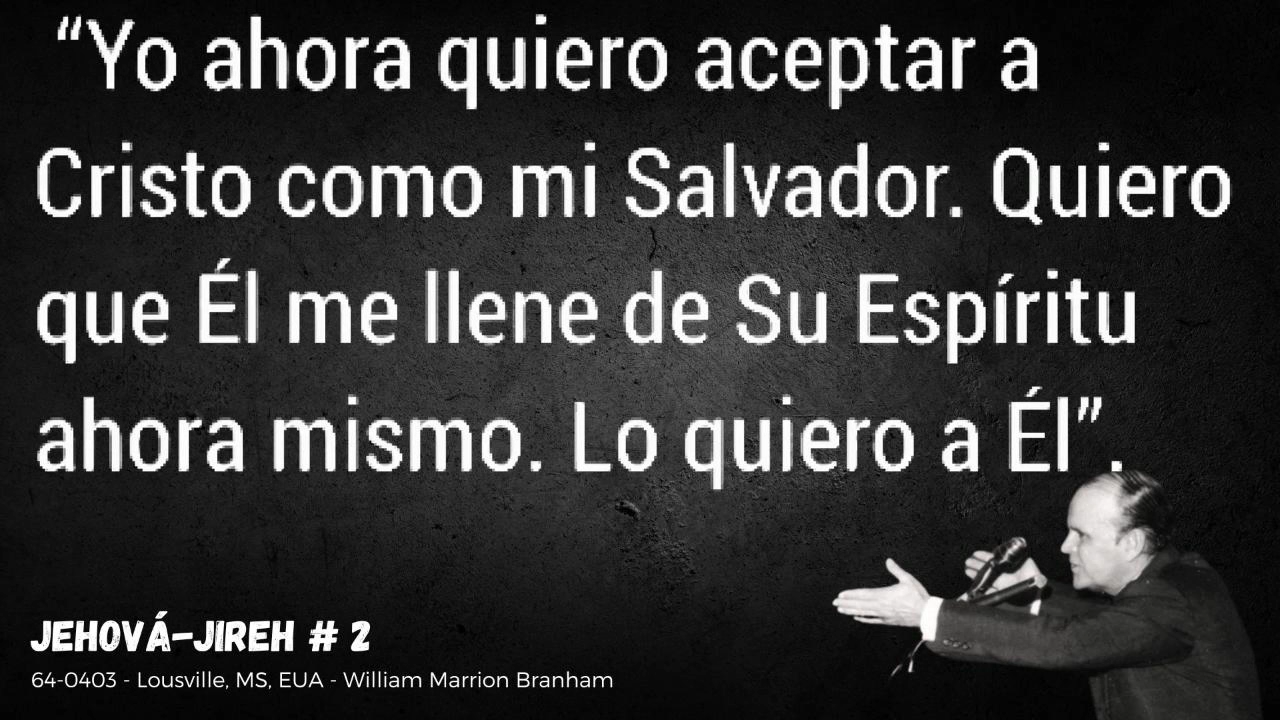 “Yo ahora quiero aceptar a
Cristo como mi Salvador. Quiero
que Él me llene de Su Espíritu
ahora mismo. Lo quiero a Él”.
JEHOVÁ-JIREH # 2
64-0403 - Lousville, MS, EUA - William Marrion Branham